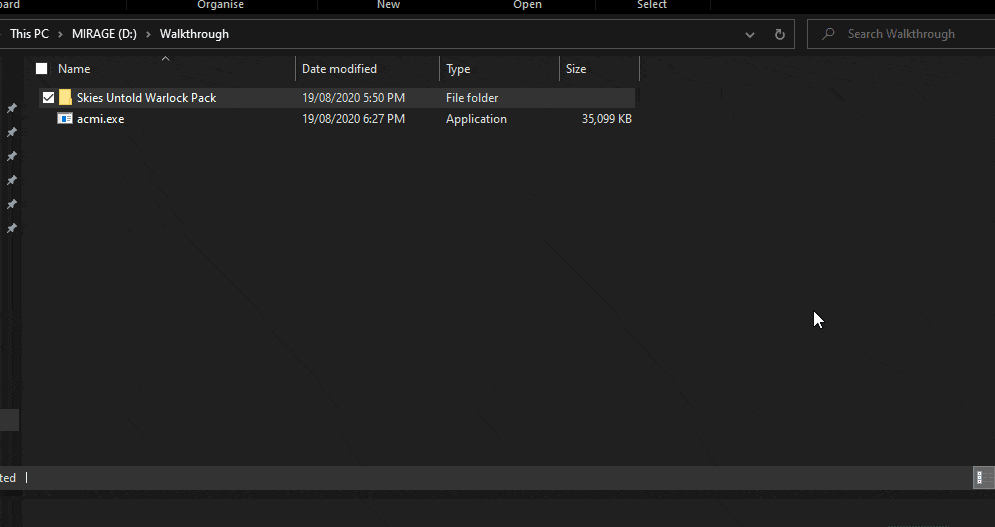 Organise New Open Select
This PC > MIRAGE (D:) > Walkthrough Search Walkthrough
Name Date modified Type Size
Skies Untold Warlock Pack 19/08/2020 5:50 PM File folder
acmi.exe 19/08/2020 6:27 PM Application 35,099 KB